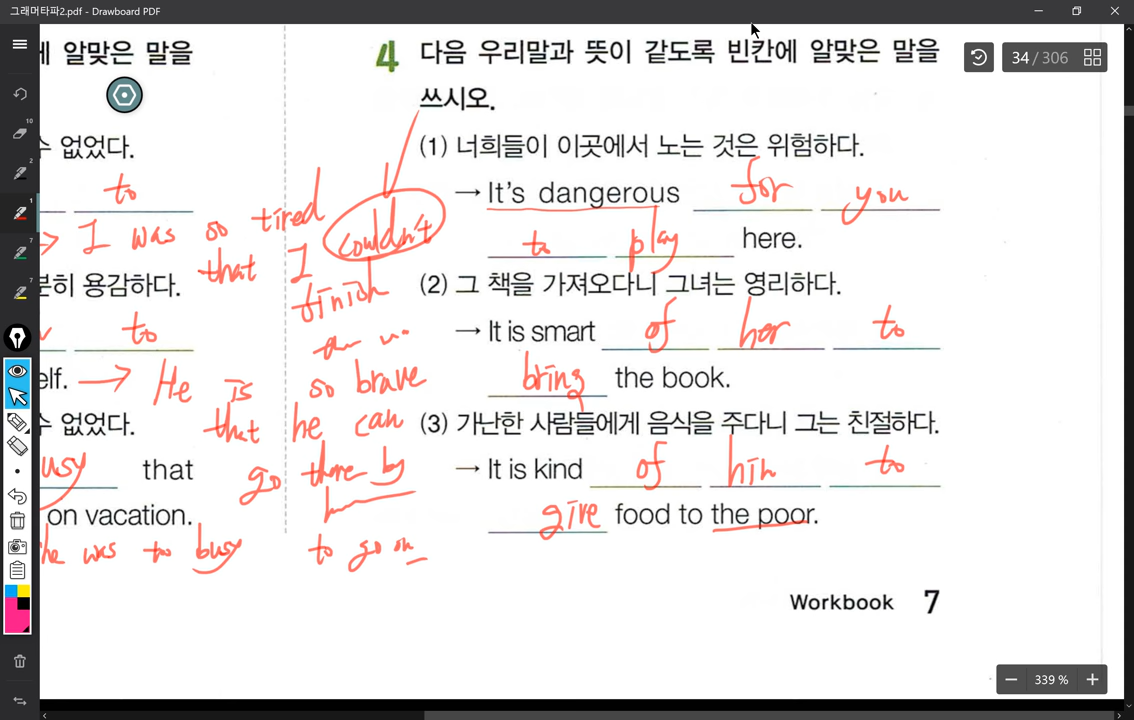 그래머타파2.pdf - Drawboard PDF
34 / 306
에 알맞은 말을
수 없었다.
to
I was so tired
that I couldn't
finish
분히 용감하다.
to
elf. → He is so brave
that he can
수 없었다.
busy that
go there by
on vacation.
he was too busy to go on
4 다음 우리말과 뜻이 같도록 빈칸에 알맞은 말을
쓰시오.
(1) 너희들이 이곳에서 노는 것은 위험하다.
→ It's dangerous for you
to play here.
(2) 그 책을 가져오다니 그녀는 영리하다.
→ It is smart of her to
bring the book.
(3) 가난한 사람들에게 음식을 주다니 그는 친절하다.
→ It is kind of him to
give food to the poor.
Workbook 7
10
2
1
7
7
339 %